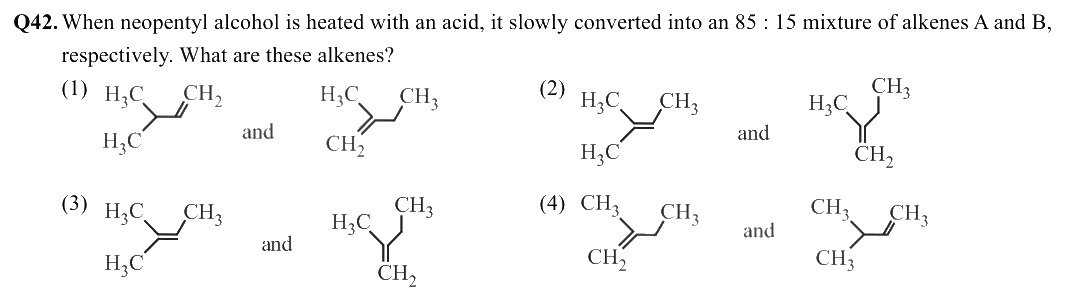 Q42. When neopentyl alcohol is heated with an acid, it slowly converted into an 85 : 15 mixture of alkenes A and B,
respectively. What are these alkenes?
(1) H₃C CH₂ H₃C and H₃C CH₃ CH₂
(2) H₃C CH₃ H₃C and H₃C CH₃ CH₂
(3) H₃C CH₃ H₃C and H₃C CH₃ CH₂
(4) CH₃ CH₃ CH₂ and CH₃ CH₃ CH₃